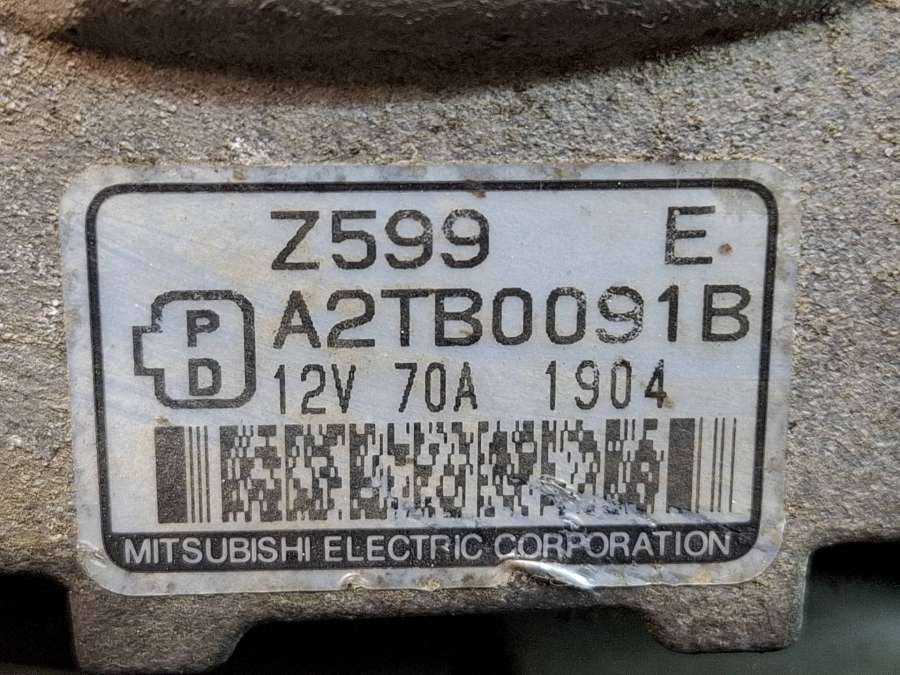 Z599 E
P D A2TB0091B
12V 70A 1904
MITSUBISHI ELECTRIC CORPORATION